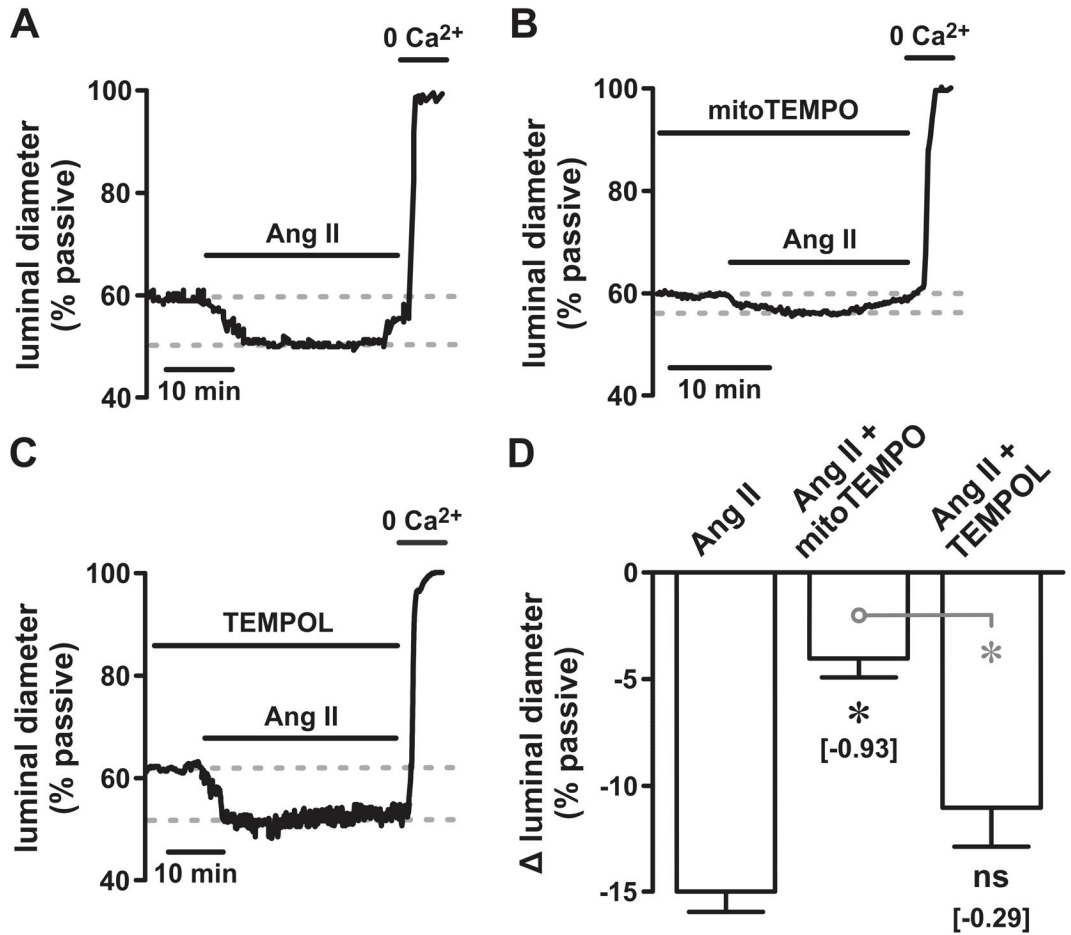 A
0 Ca²⁺
100
80
60
40
luminal diameter
(% passive)
Ang II
10 min
B
0 Ca²⁺
100
80
60
40
luminal diameter
(% passive)
mitoTEMPO
Ang II
10 min
C
0 Ca²⁺
100
80
60
40
luminal diameter
(% passive)
TEMPOL
Ang II
10 min
D
Ang II
Ang II +
mitoTEMPO
Ang II +
TEMPOL
0
-5
-10
-15
Δ luminal diameter
(% passive)
*
*
[-0.93]
ns
[-0.29]